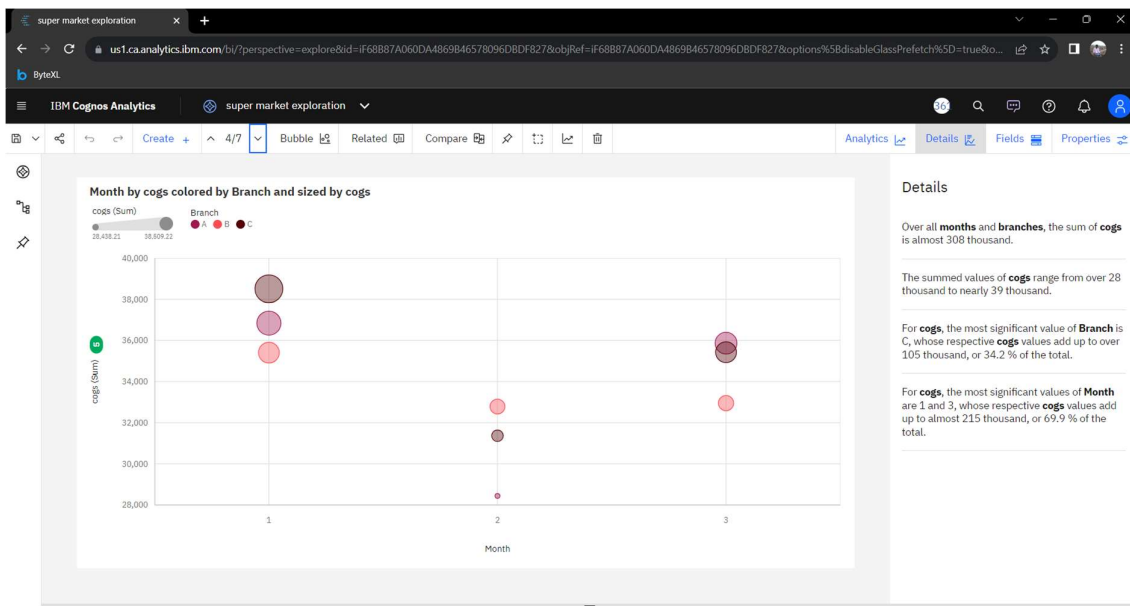 super market exploration
us1.ca.analytics.ibm.com/bi/?perspective=explore&id=iF68B87A060DA4869B46578096DBDF827&objRef=iF68B87A060DA4869B46578096DBDF827&options%5BdisableGlassPrefetch%5D=true&o...
ByteXL
IBM Cognos Analytics super market exploration
Create + 4/7 Bubble Related Compare Analytics Details Fields Properties
Month by cogs colored by Branch and sized by cogs
cogs (Sum) Branch
A B C
28,438.21 38,609.22
40,000
38,000
36,000
34,000
32,000
30,000
28,000
cogs (Sum) 5
1 2 3
Month
Details
Over all months and branches, the sum of cogs
is almost 308 thousand.
The summed values of cogs range from over 28
thousand to nearly 39 thousand.
For cogs, the most significant value of Branch is
C, whose respective cogs values add up to over
105 thousand, or 34.2 % of the total.
For cogs, the most significant values of Month
are 1 and 3, whose respective cogs values add
up to almost 215 thousand, or 69.9 % of the
total.